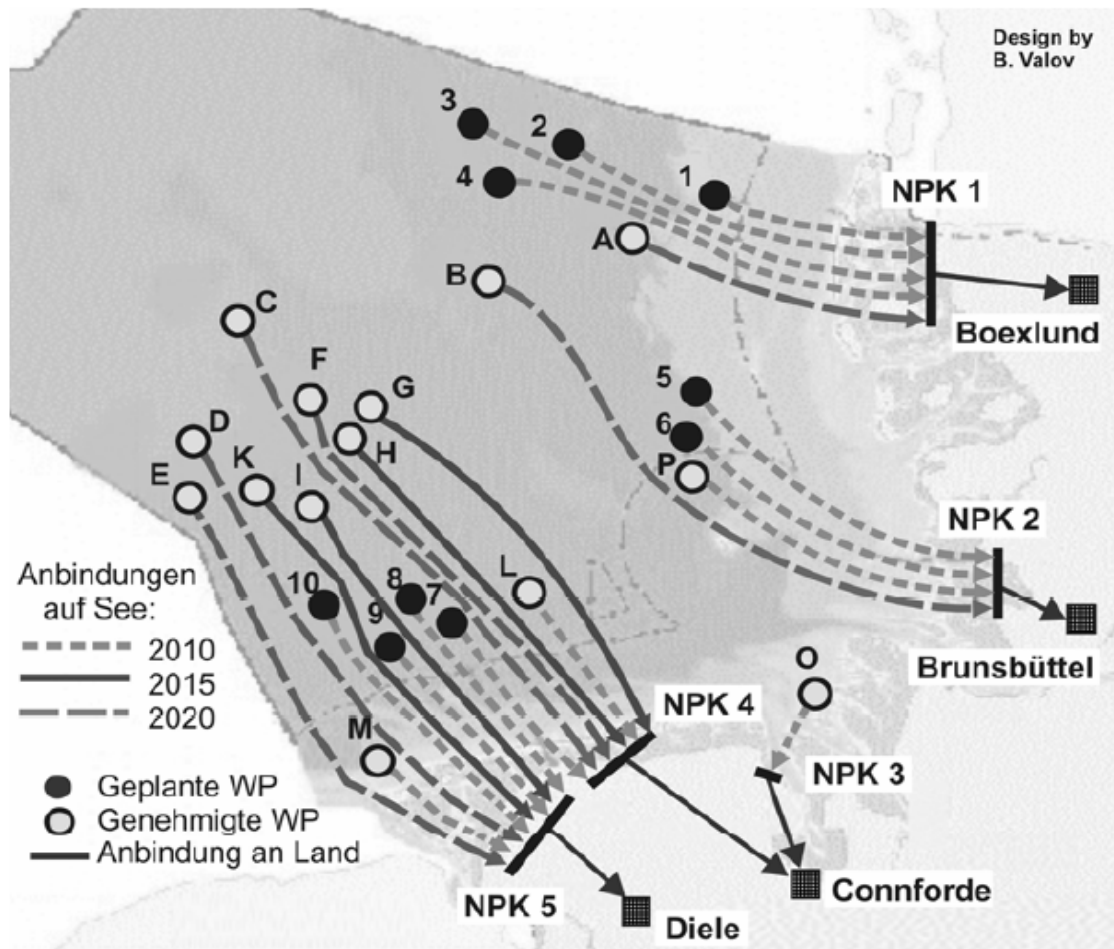 Design by
B. Valov
3
2
4
1
NPK 1
A
B
C
Boexlund
F
G
5
D
H
6
E
K
I
P
NPK 2
Anbindungen
auf See:
10
8
7
L
9
2010
O
Brunsbüttel
2015
2020
M
NPK 4
NPK 3
Geplante WP
Genehmigte WP
Anbindung an Land
NPK 5
Connforde
Diele